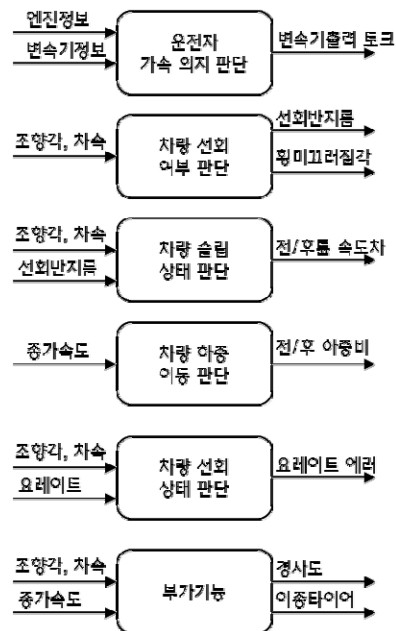 엔진정보
변속기정보
운전자
가속 의지 판단
변속기출력 토크
조향각, 차속
차량 선회
여부 판단
선회반지름
횡미끄러짐각
조향각, 차속
선회반지름
차량 슬립
상태 판단
전/후륜 속도차
종가속도
차량 하중
이동 판단
전/후 하중비
조향각, 차속
요레이트
차량 선회
상태 판단
요레이트 에러
조향각, 차속
종가속도
부가기능
경사도
이종타이어